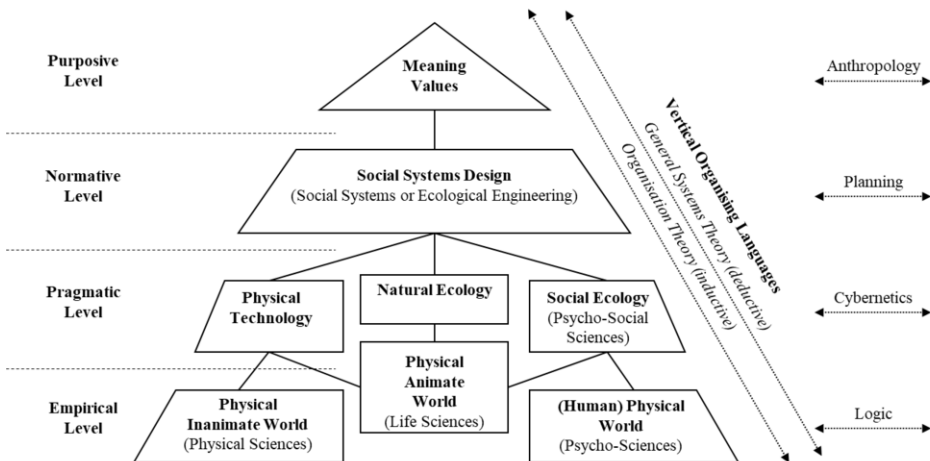 Purposive
Level
Meaning
Values
Anthropology
Vertical Organising Languages
General Systems Theory (deductive)
Organisation Theory (inductive)
Normative
Level
Social Systems Design
(Social Systems or Ecological Engineering)
Planning
Pragmatic
Level
Physical
Technology
Natural Ecology
Social Ecology
(Psycho-Social
Sciences)
Cybernetics
Empirical
Level
Physical
Inanimate World
(Physical Sciences)
Physical
Animate
World
(Life Sciences)
(Human) Physical
World
(Psycho-Sciences)
Logic